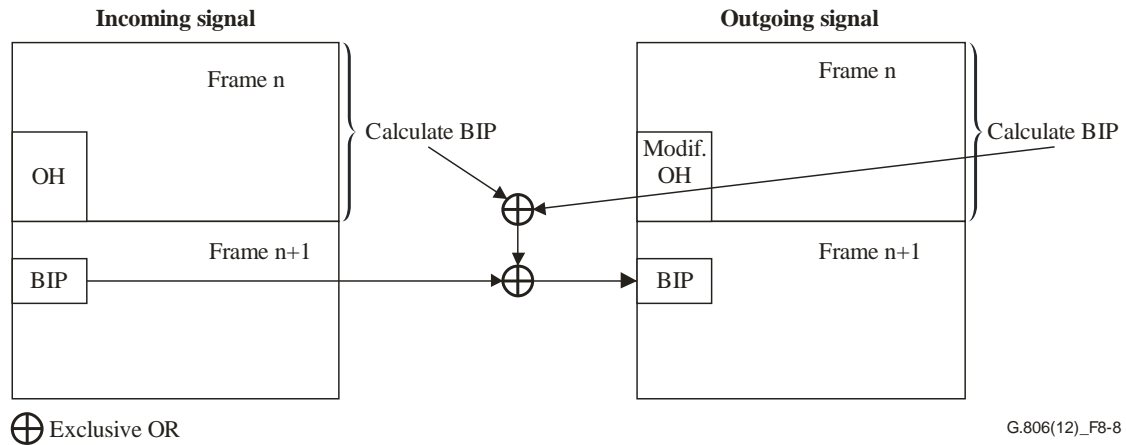 Incoming signal
Outgoing signal
Frame n
Frame n
Calculate BIP
Calculate BIP
OH
Modif.
OH
Frame n+1
Frame n+1
BIP
BIP
Exclusive OR
G.806(12)_F8-8